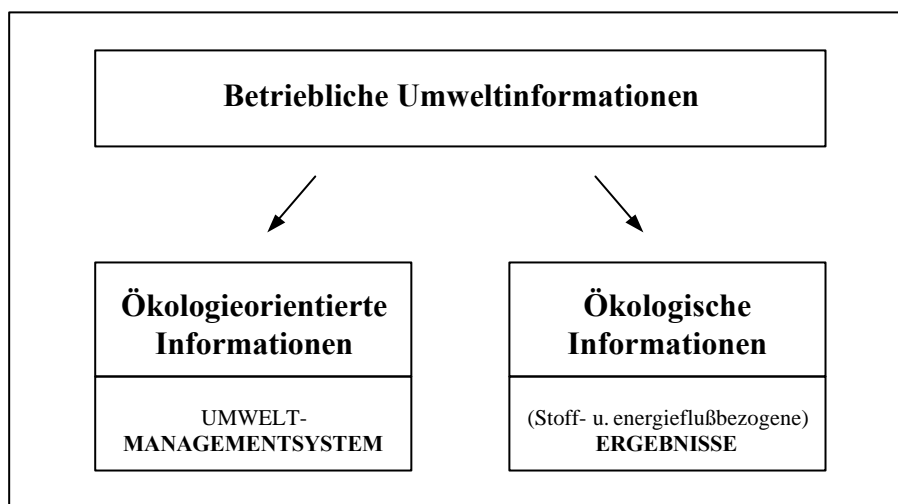 Betriebliche Umweltinformationen
Ökologieorientierte
Informationen
UMWELT-
MANAGEMENTSYSTEM
Ökologische
Informationen
(Stoff- u. energieflußbezogene)
ERGEBNISSE